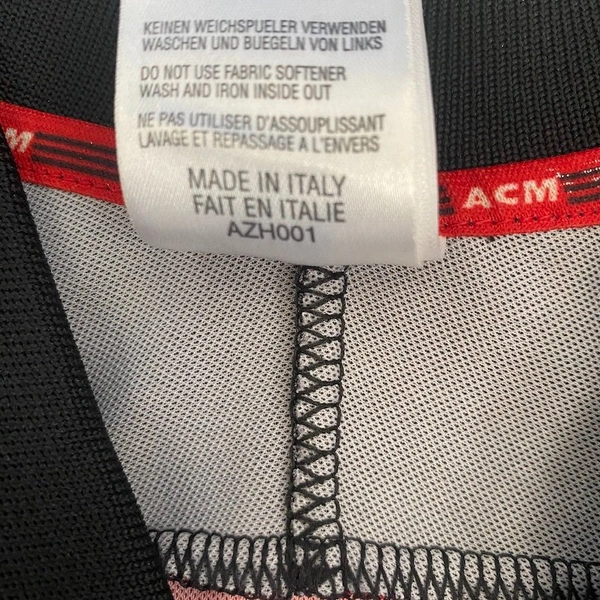 KEINEN WEICHSPUELER VERWENDEN
WASCHEN UND BUEGELN VON LINKS
DO NOT USE FABRIC SOFTENER
WASH AND IRON INSIDE OUT
NE PAS UTILISER D'ASSOUPLISSANT
LAVAGE ET REPASSAGE A L'ENVERS
MADE IN ITALY
FAIT EN ITALIE
AZH001
M
ACM